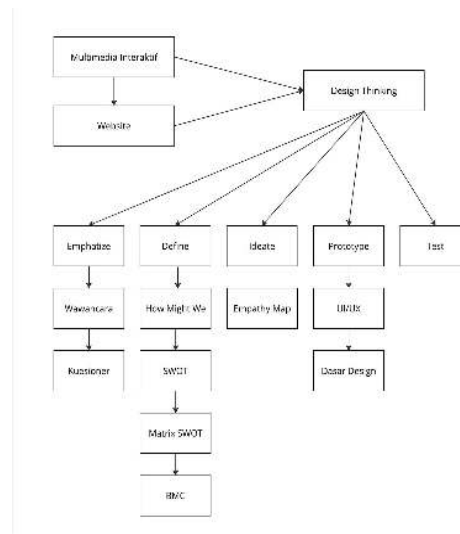 Multimedia Interaktif
Design Thinking
Website
Emphatize
Define
Ideate
Prototype
Test
Wawancara
How Might We
Empathy Map
UI/UX
Kuesioner
SWOT
Dasar Design
Matrix SWOT
BMC